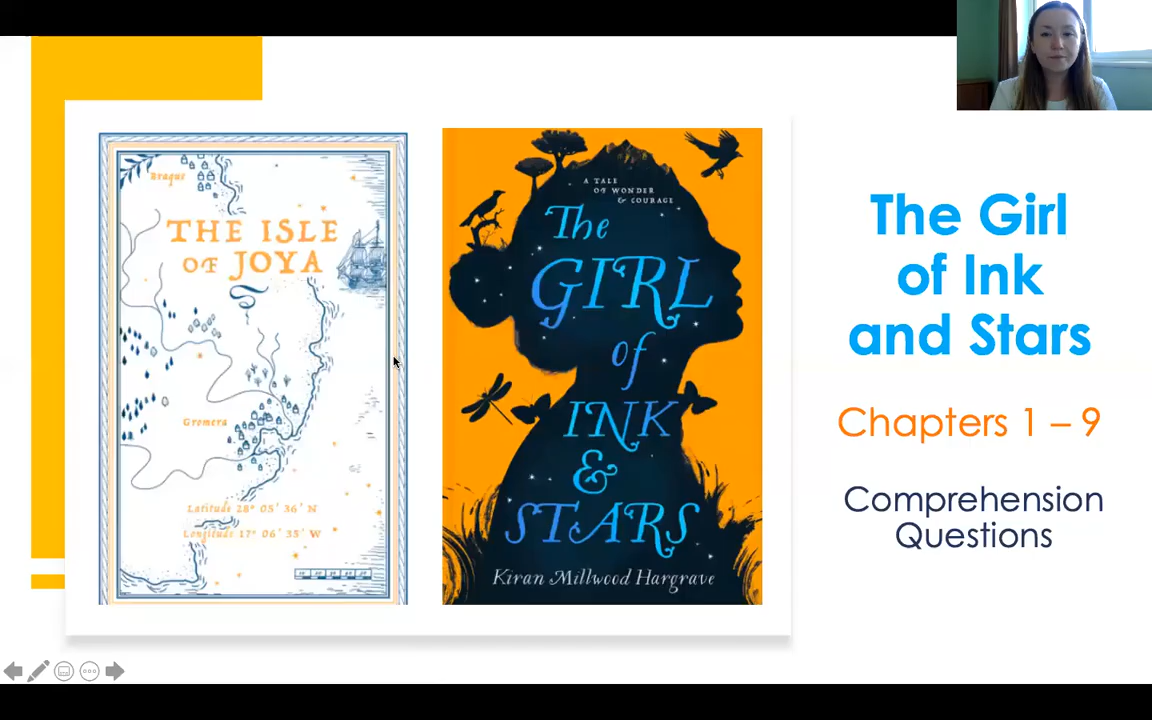 Braque
THE ISLE
OF JOYA
Gromera
Latitude 28° 05' 36" N
Longitude 17° 06' 35" W
A TALE
OF WONDER
& COURAGE
The
GIRL
of
INK
&
STARS
Kiran Millwood Hargrave
The Girl
of Ink
and Stars
Chapters 1 – 9
Comprehension
Questions